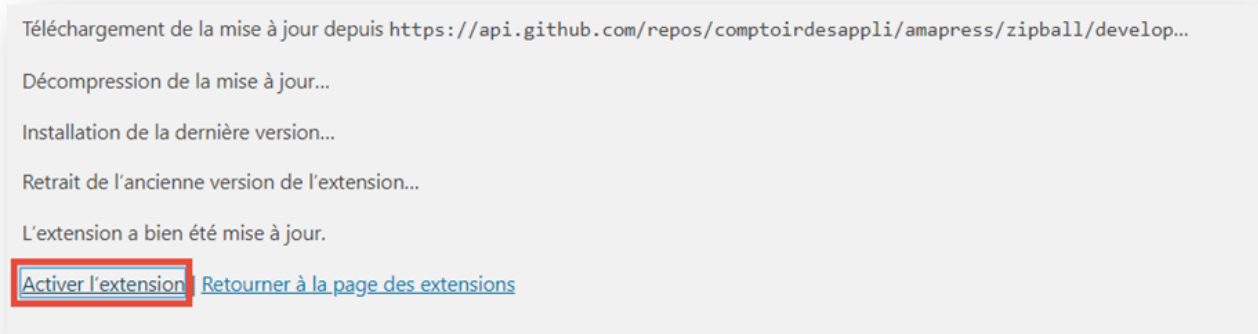 Téléchargement de la mise à jour depuis https://api.github.com/repos/comptoirdesappli/amapress/zipball/develop…
Décompression de la mise à jour…
Installation de la dernière version…
Retrait de l’ancienne version de l’extension…
L’extension a bien été mise à jour.
Activer l’extension | Retourner à la page des extensions